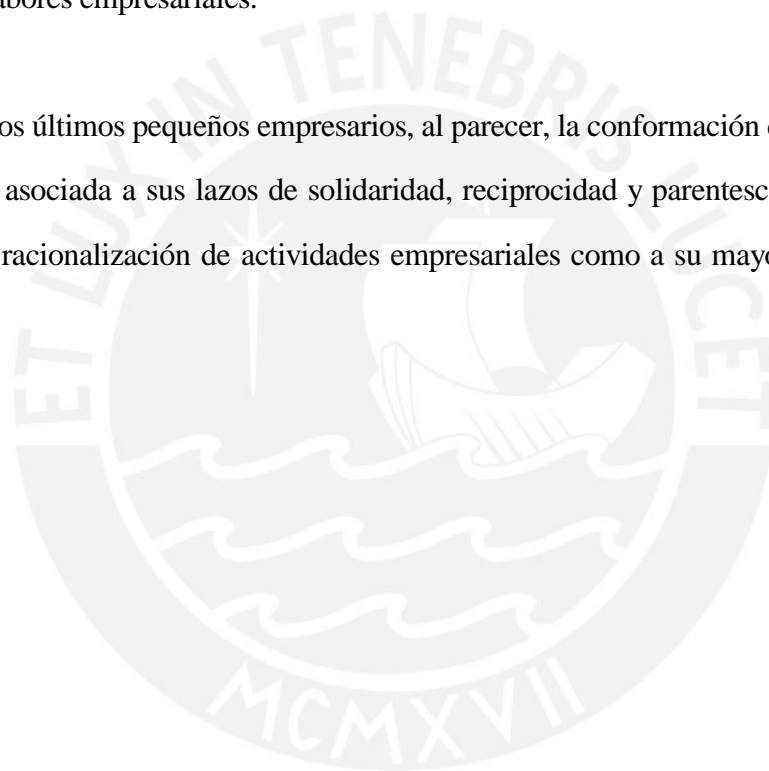 abores empresariales.
os últimos pequeños empresarios, al parecer, la conformación
asociada a sus lazos de solidaridad, reciprocidad y parentesc
racionalización de actividades empresariales como a su mayo
ET LUX IN TENEBRIS LUCET
MCMXVII